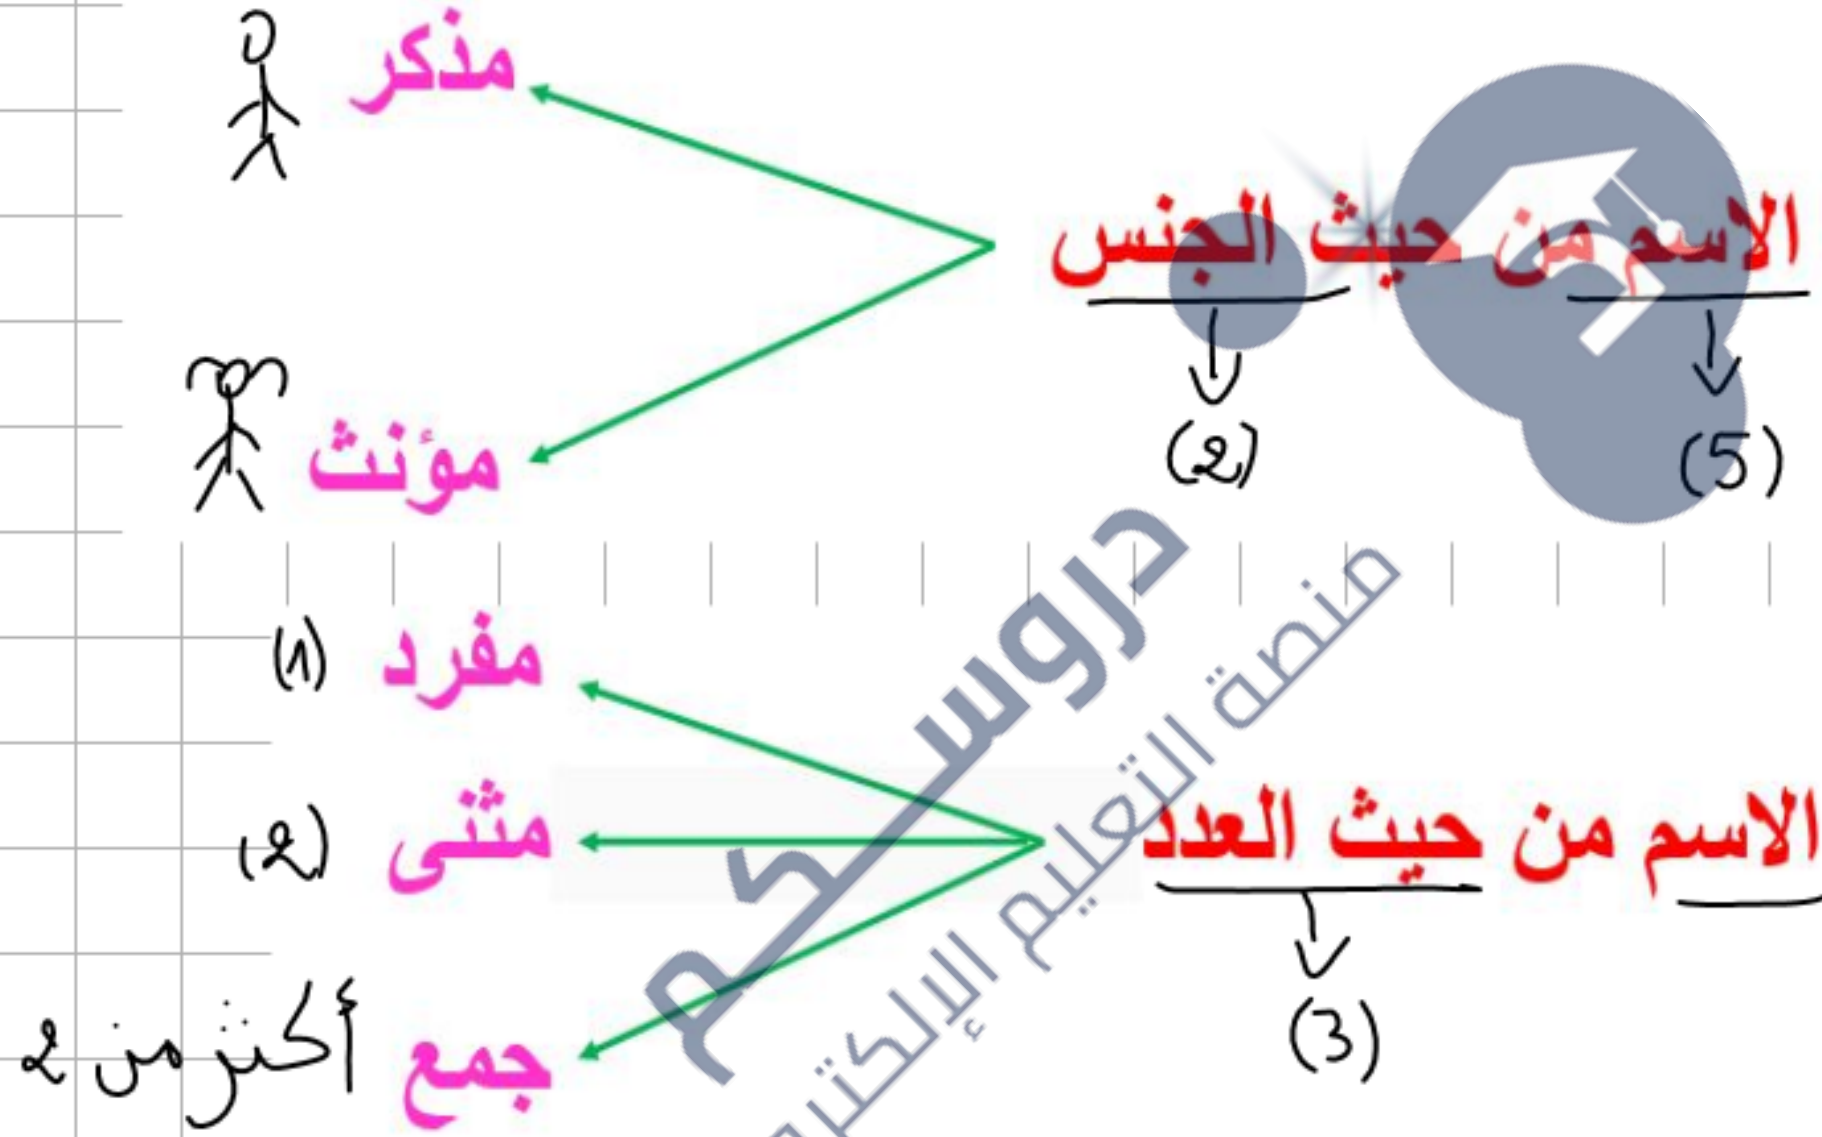 مذكر
الاسم من حيث الجنس
(2)
(5)
مؤنث
مفرد (1)
الاسم من حيث العدد
مثنى (2)
(3)
جمع أكثر من 2
دروسكم
منصة التعليم